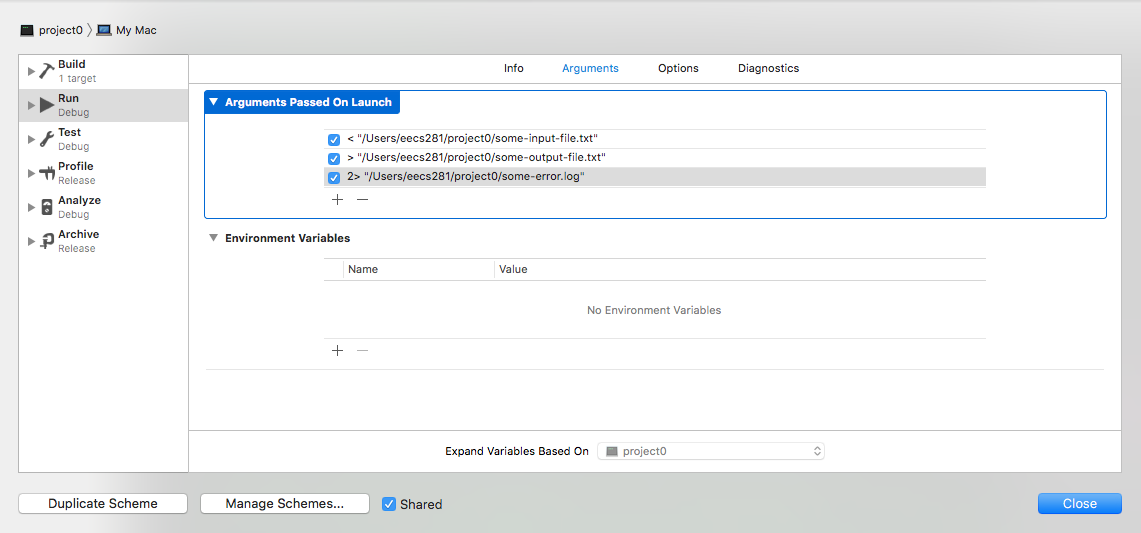 project0 〉 My Mac
Build
1 target
Run
Debug
Test
Debug
Profile
Release
Analyze
Debug
Archive
Release
Info Arguments Options Diagnostics
Arguments Passed On Launch
< "/Users/eecs281/project0/some-input-file.txt"
> "/Users/eecs281/project0/some-output-file.txt"
2> "/Users/eecs281/project0/some-error.log"
Environment Variables
Name Value
No Environment Variables
Expand Variables Based On project0
Duplicate Scheme Manage Schemes... Shared Close